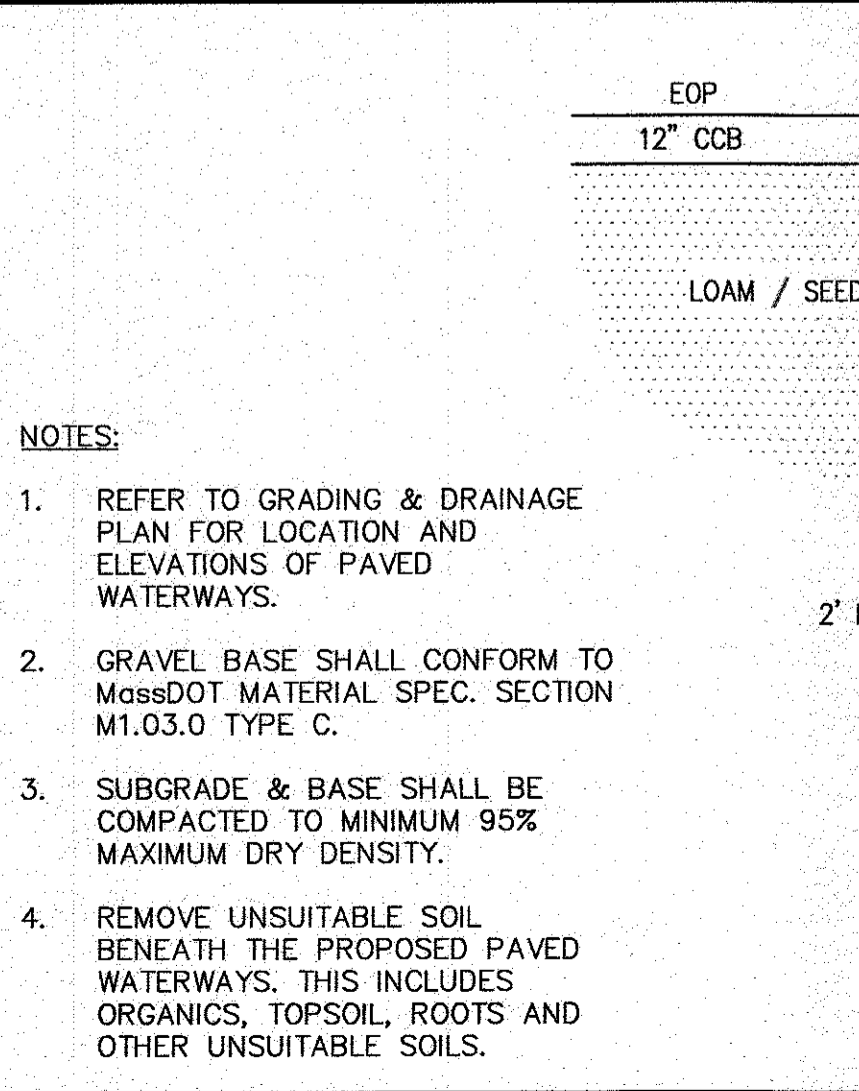 EOP
12" CCB
LOAM / SEED
NOTES:
1. REFER TO GRADING & DRAINAGE
PLAN FOR LOCATION AND
ELEVATIONS OF PAVED
WATERWAYS.
2'
2. GRAVEL BASE SHALL CONFORM TO
MassDOT MATERIAL SPEC. SECTION
M1.03.0 TYPE C.
3. SUBGRADE & BASE SHALL BE
COMPACTED TO MINIMUM 95%
MAXIMUM DRY DENSITY.
4. REMOVE UNSUITABLE SOIL
BENEATH THE PROPOSED PAVED
WATERWAYS. THIS INCLUDES
ORGANICS, TOPSOIL, ROOTS AND
OTHER UNSUITABLE SOILS.